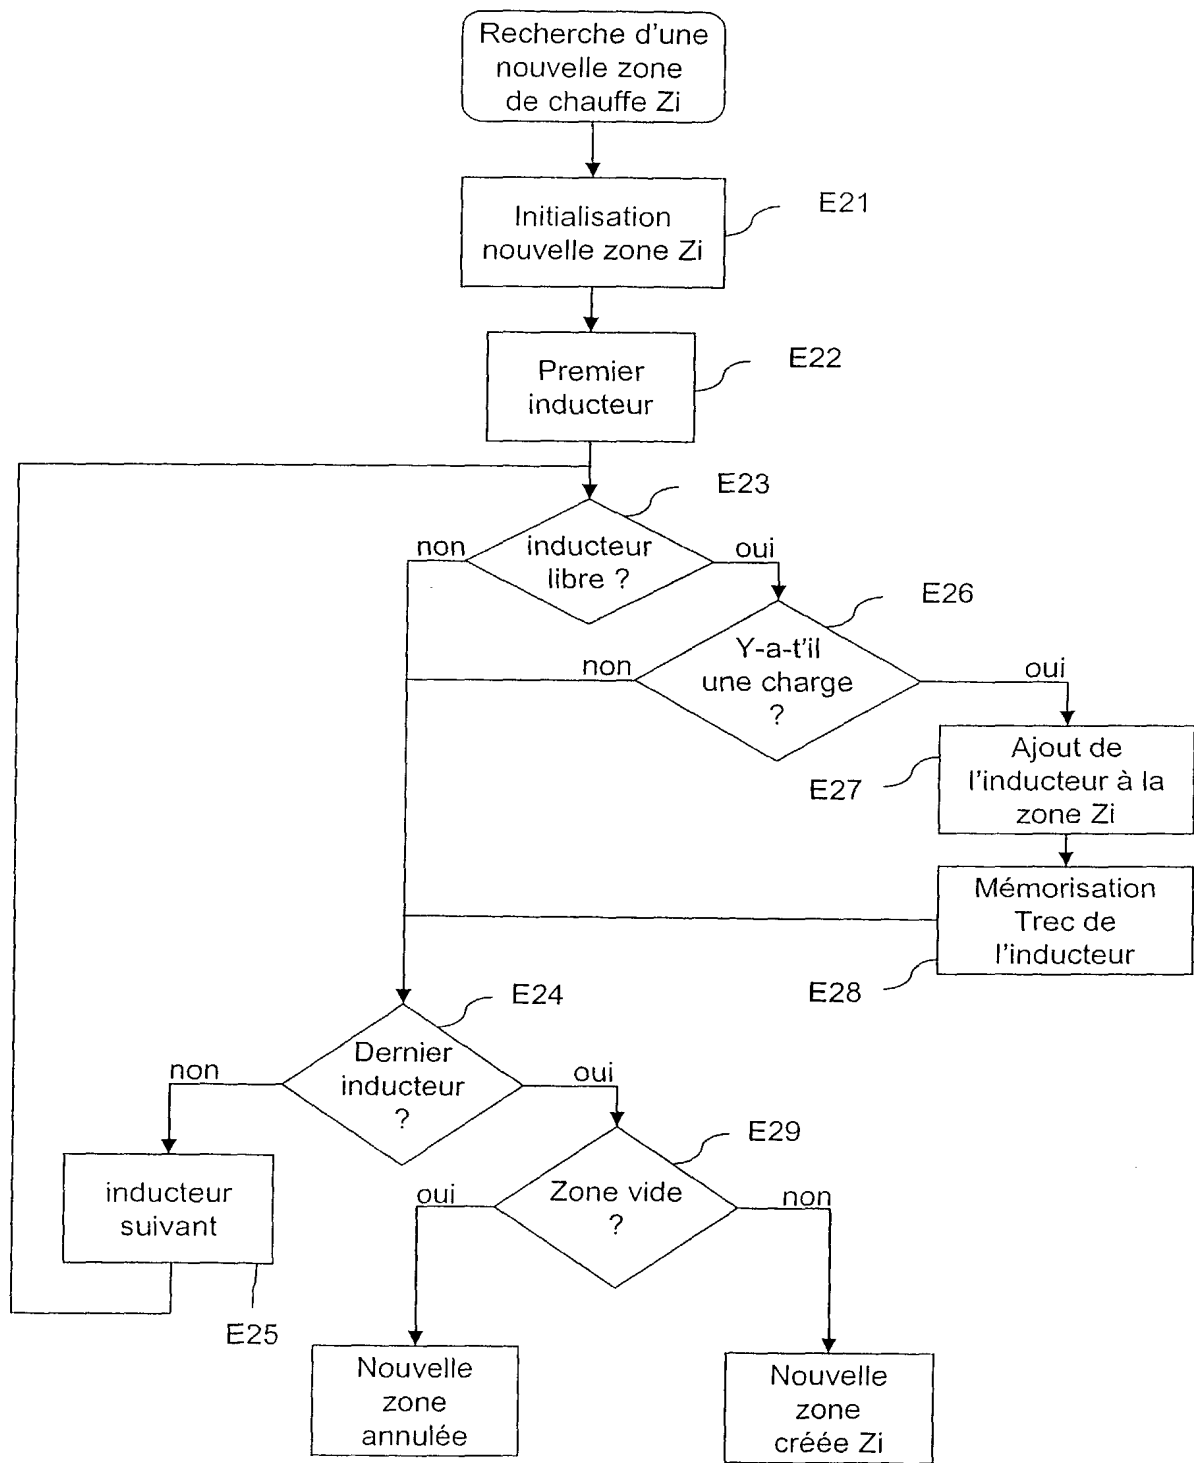 Recherche d'une
nouvelle zone
de chauffe Zi
Initialisation
nouvelle zone Zi
E21
Premier
inducteur
E22
E23
non
inducteur
libre ?
oui
E26
non
Y-a-t'il
une charge
?
oui
Ajout de
l'inducteur à la
zone Zi
E27
Mémorisation
Trec de
l'inducteur
E28
E24
non
Dernier
inducteur
?
oui
E29
inducteur
suivant
E25
oui
Zone vide
?
non
Nouvelle
zone
annulée
Nouvelle
zone
créée Zi